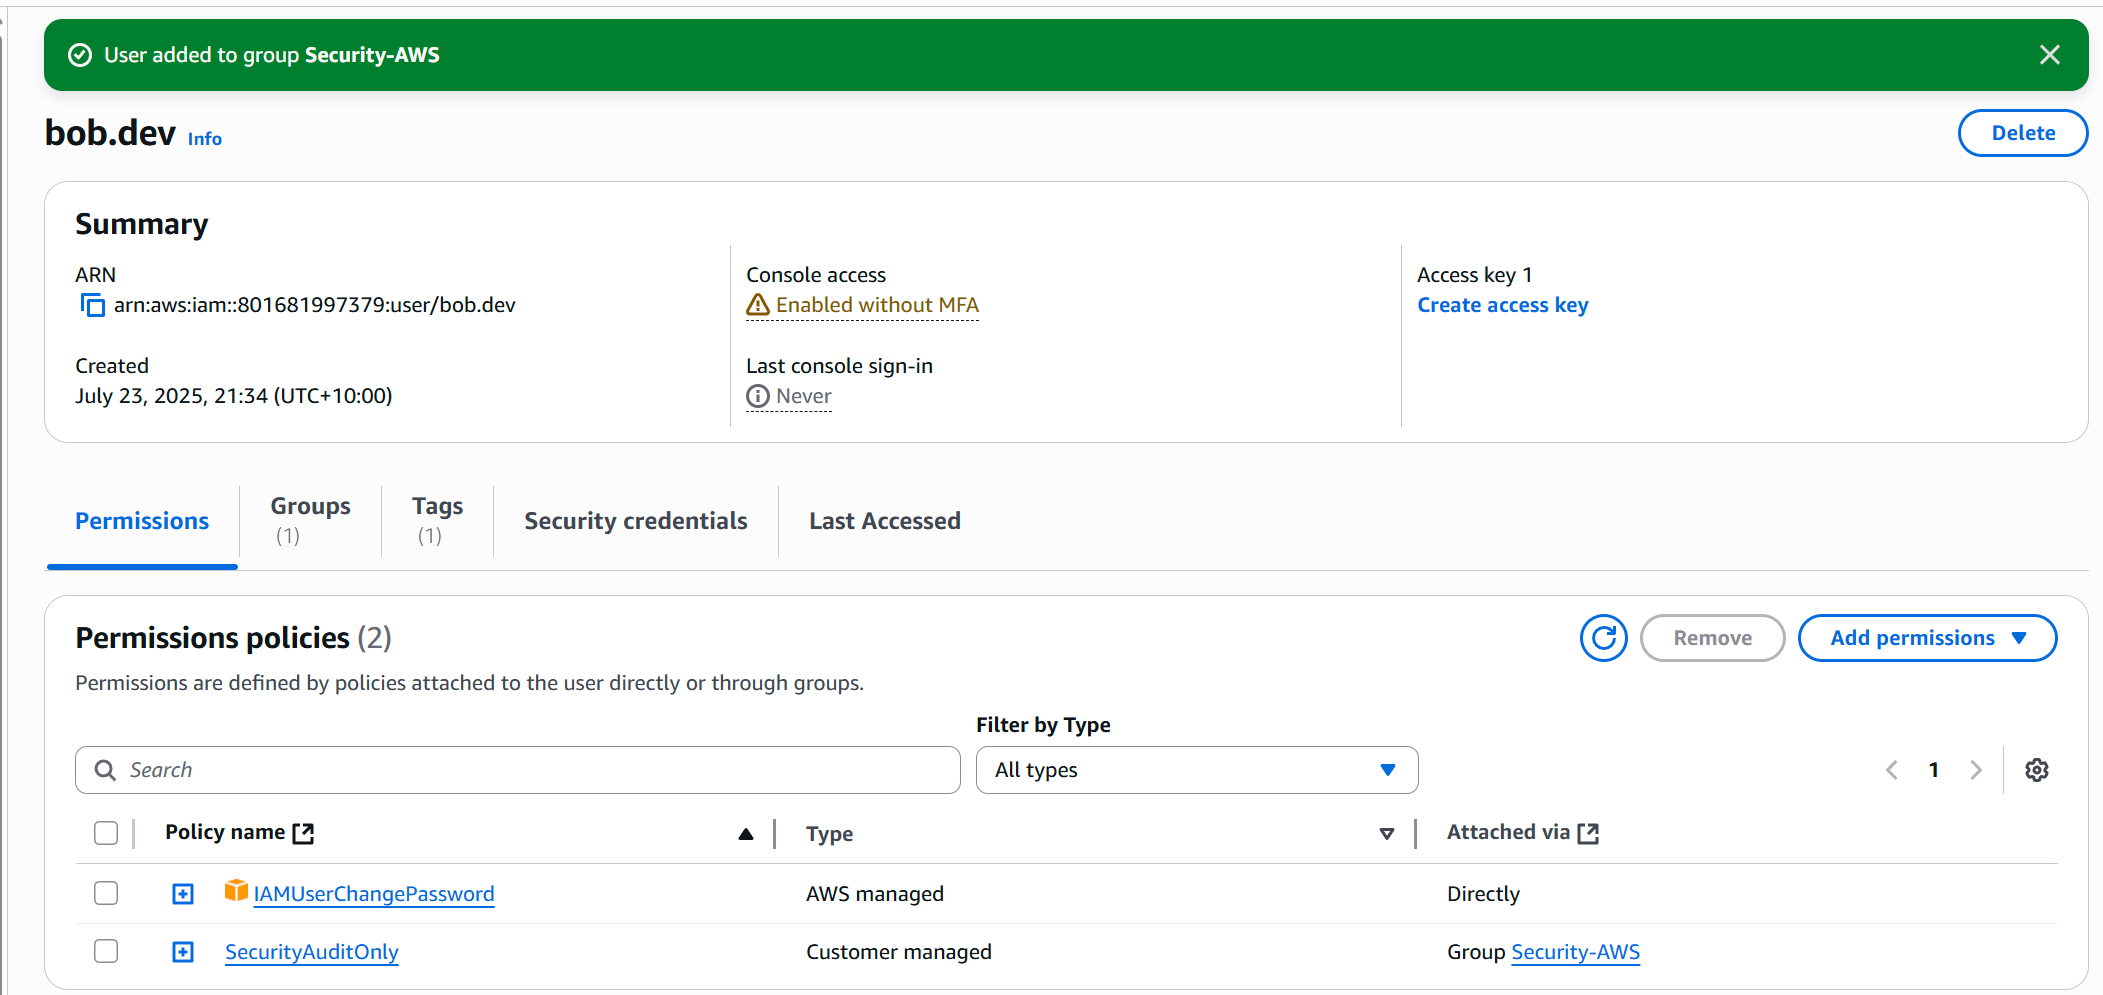 User added to group Security-AWS
bob.dev Info
Delete
Summary
ARN
arn:aws:iam::801681997379:user/bob.dev
Created
July 23, 2025, 21:34 (UTC+10:00)
Console access
Enabled without MFA
Last console sign-in
Never
Access key 1
Create access key
Permissions
Groups
(1)
Tags
(1)
Security credentials
Last Accessed
Permissions policies (2)
Remove
Add permissions
Permissions are defined by policies attached to the user directly or through groups.
Filter by Type
Search
All types
1
Policy name
Type
Attached via
IAMUserChangePassword
AWS managed
Directly
SecurityAuditOnly
Customer managed
Group Security-AWS